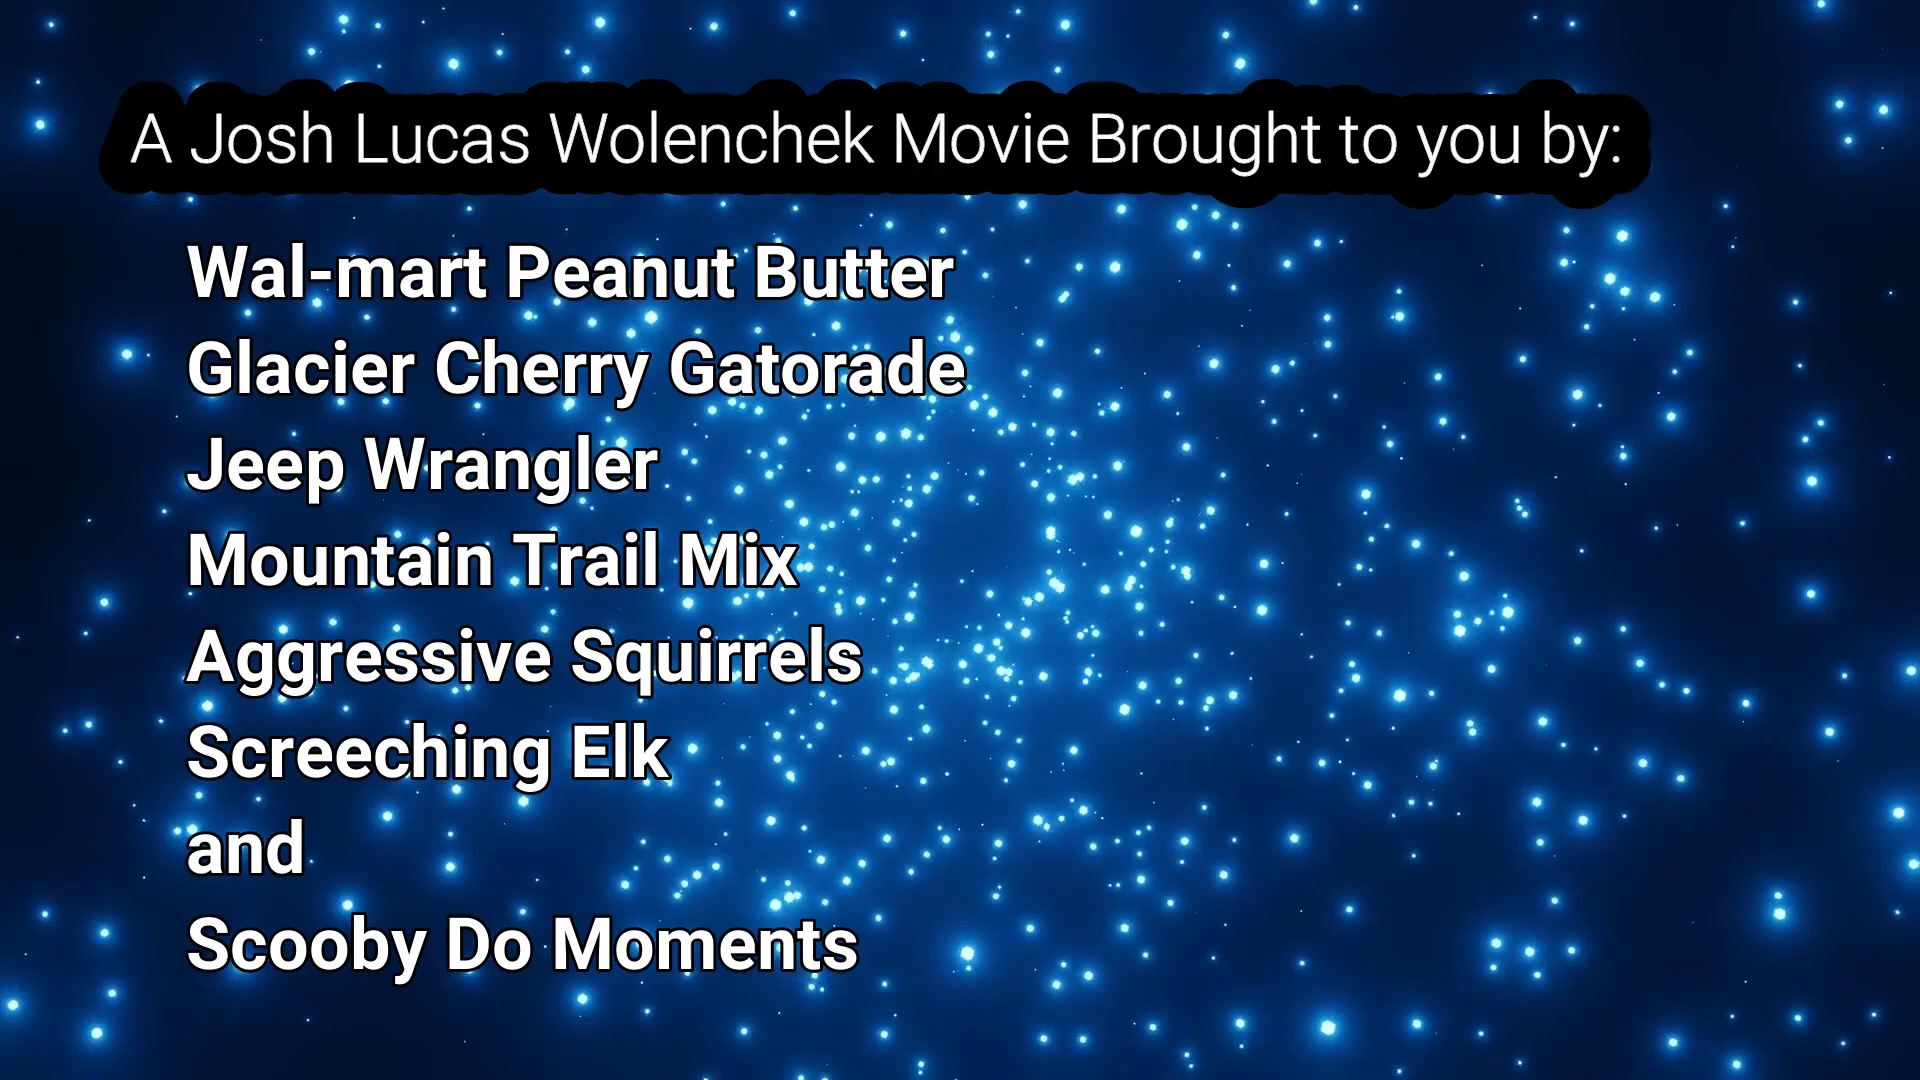 A Josh Lucas Wolenchek Movie Brought to you by:
Wal-mart Peanut Butter
Glacier Cherry Gatorade
Jeep Wrangler
Mountain Trail Mix
Aggressive Squirrels
Screeching Elk
and
Scooby Do Moments